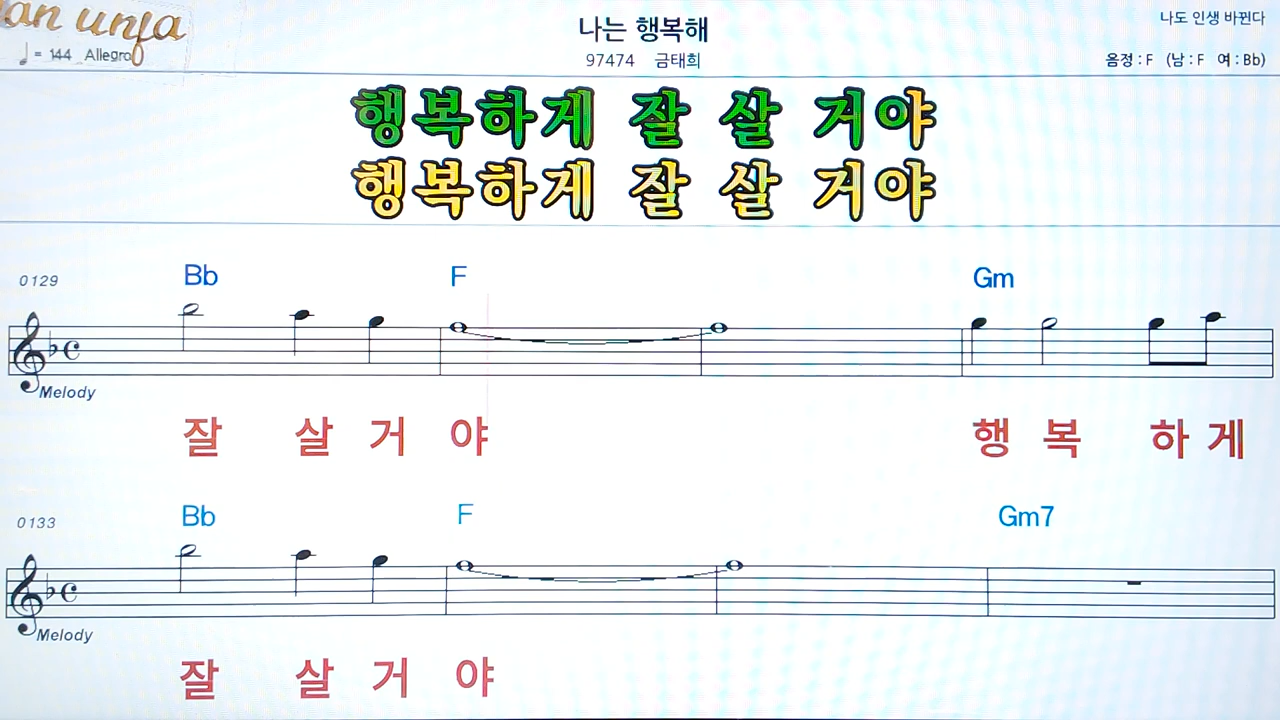 나는 행복해
나도 인생 바뀐다
♩ = 144 Allegro
97474 금태희
음정 : F (남 : F 여 : Bb)
행복하게 잘 살 거야
행복하게 잘 살 거야
0129 Bb F Gm
Melody
잘 살 거 야 행 복 하 게
0133 Bb F Gm7
Melody
잘 살 거 야